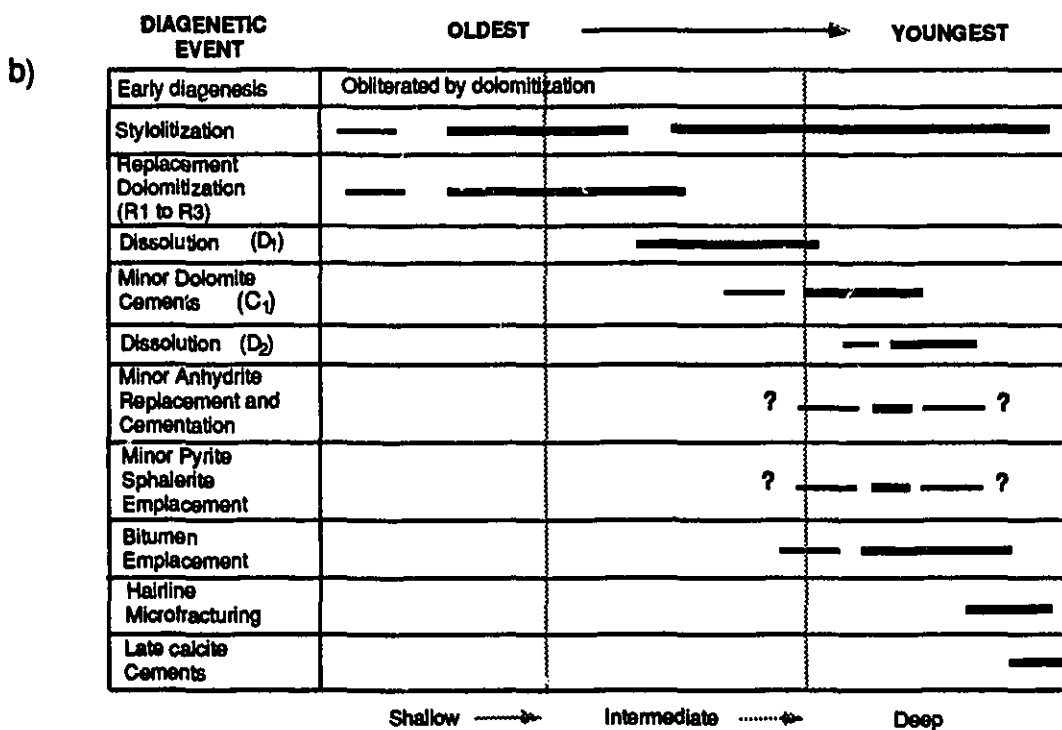 b)
DIAGENETIC
EVENT
OLDEST
YOUNGEST
Early diagenesis
Obliterated by dolomitization
Stylolitization
Replacement
Dolomitization
(R1 to R3)
Dissolution (D1)
Minor Dolomite
Cements (C1)
Dissolution (D2)
Minor Anhydrite
Replacement and
Cementation
? ?
Minor Pyrite
Sphalerite
Emplacement
? ?
Bitumen
Emplacement
Hairline
Microfracturing
Late calcite
Cements
Shallow
Intermediate
Deep